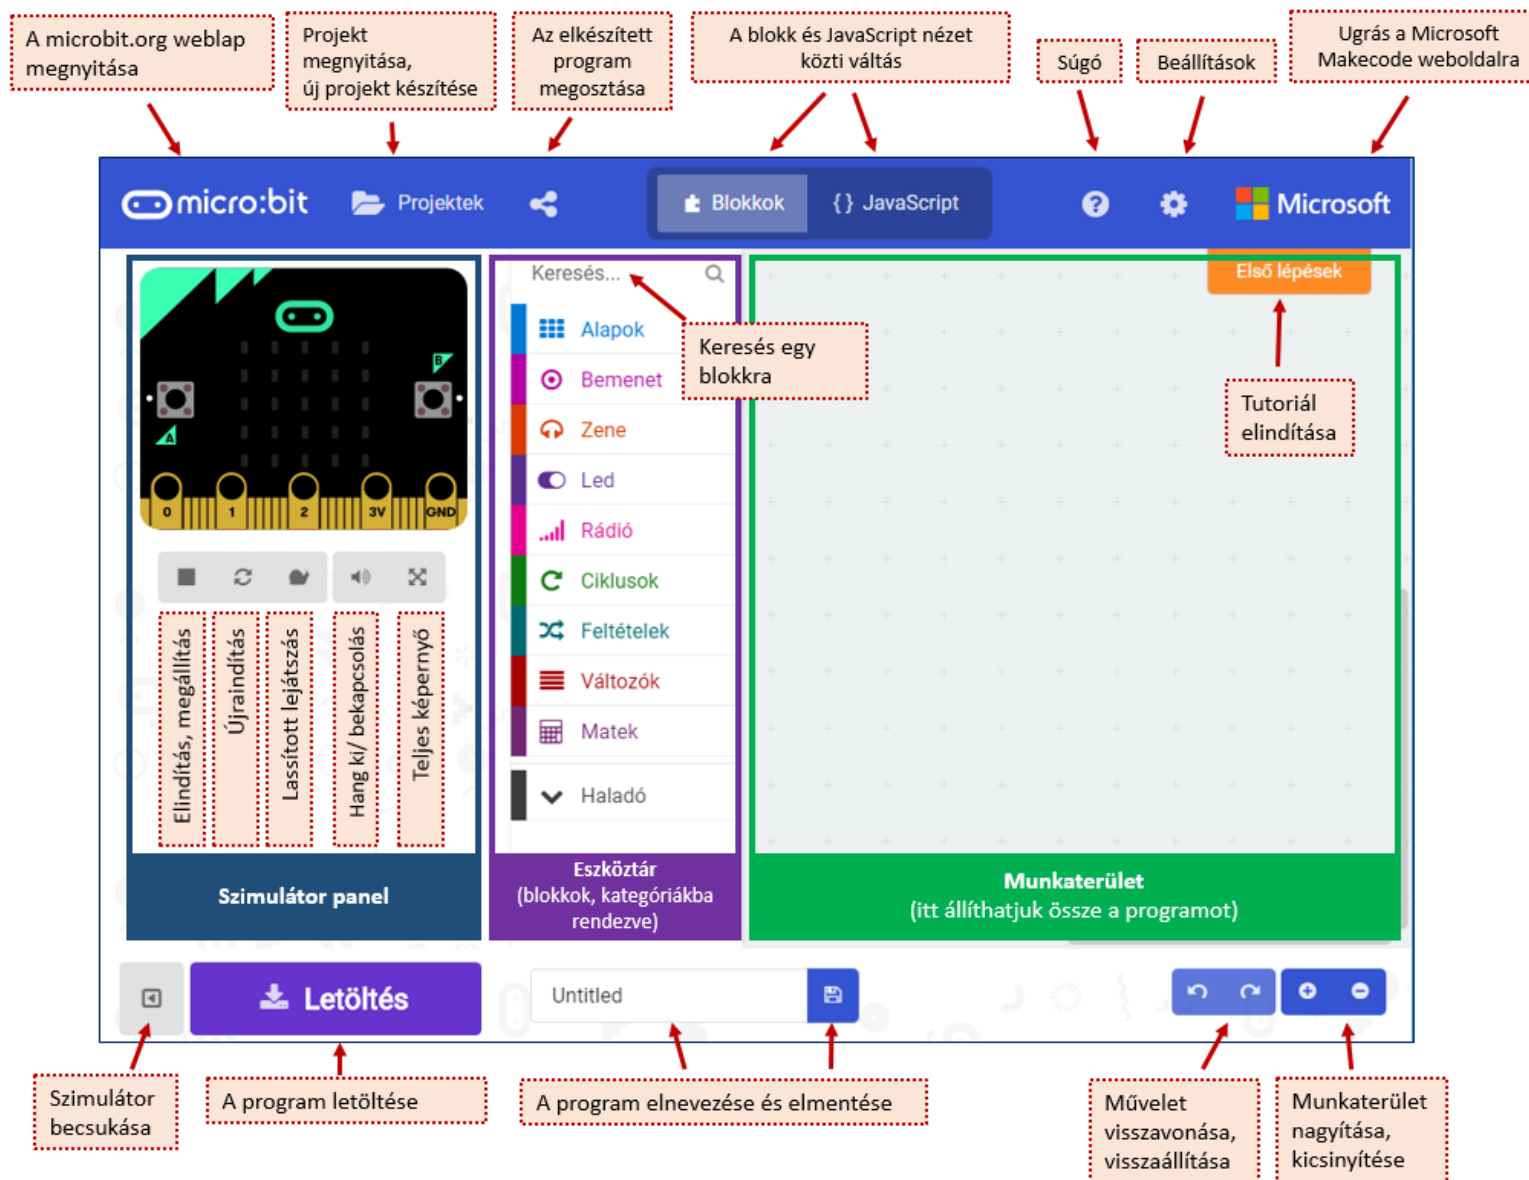 A microbit.org weblap
megnyitása
Projekt
megnyitása,
új projekt készítése
Az elkészített
program
megosztása
A blokk és JavaScript nézet
közti váltás
Súgó
Beállítások
Ugrás a Microsoft
Makecode weboldalra
micro:bit
Projektek
Blokkok
{ } JavaScript
?
Microsoft
A
B
0
1
2
3V
GND
Elindítás, megállítás
Újraindítás
Lassított lejátszás
Hang ki/ bekapcsolás
Teljes képernyő
Szimulátor panel
Keresés...
Keresés egy
blokkra
Alapok
Bemenet
Zene
Led
Rádió
Ciklusok
Feltételek
Változók
Matek
Haladó
Eszköztár
(blokkok, kategóriákba
rendezve)
Első lépések
Tutoriál
elindítása
Munkaterület
(itt állíthatjuk össze a programot)
Letöltés
Untitled
Szimulátor
becsukása
A program letöltése
A program elnevezése és elmentése
Művelet
visszavonása,
visszaállítása
Munkaterület
nagyítása,
kicsinyítése